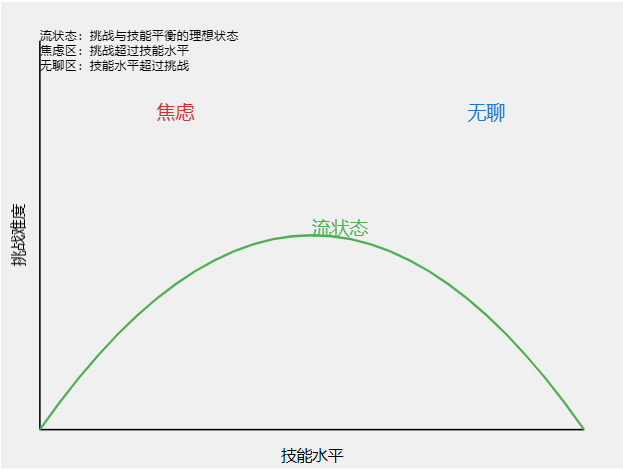 流状态：挑战与技能平衡的理想状态
焦虑区：挑战超过技能水平
无聊区：技能水平超过挑战
焦虑
无聊
流状态
挑战难度
技能水平